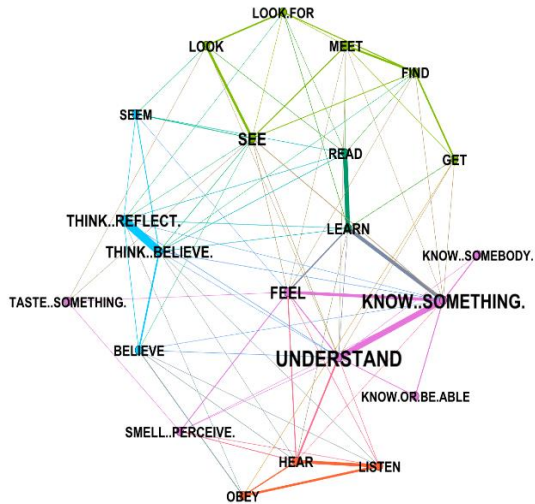 LOOK.FOR
LOOK
MEET
FIND
SEEM
SEE
READ
GET
THINK..REFLECT.
LEARN
THINK..BELIEVE.
KNOW..SOMEBODY.
FEEL
TASTE..SOMETHING.
KNOW..SOMETHING.
BELIEVE
UNDERSTAND
KNOW.OR.BE.ABLE
SMELL..PERCEIVE.
HEAR
LISTEN
OBEY